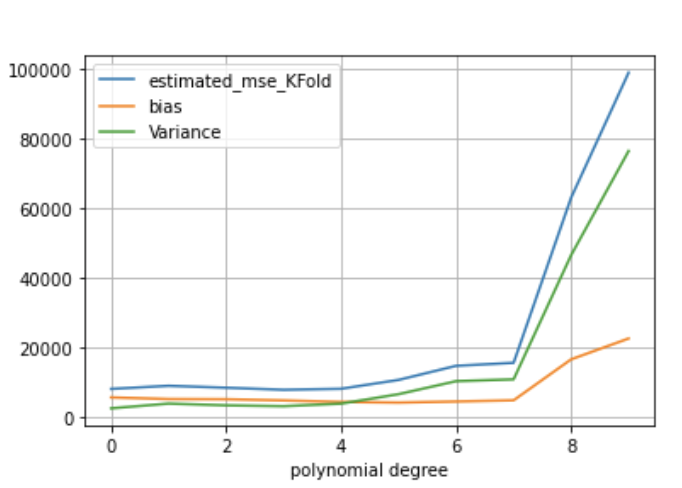 100000
80000
60000
40000
20000
0
estimated_mse_KFold
bias
Variance
0 2 4 6 8
polynomial degree